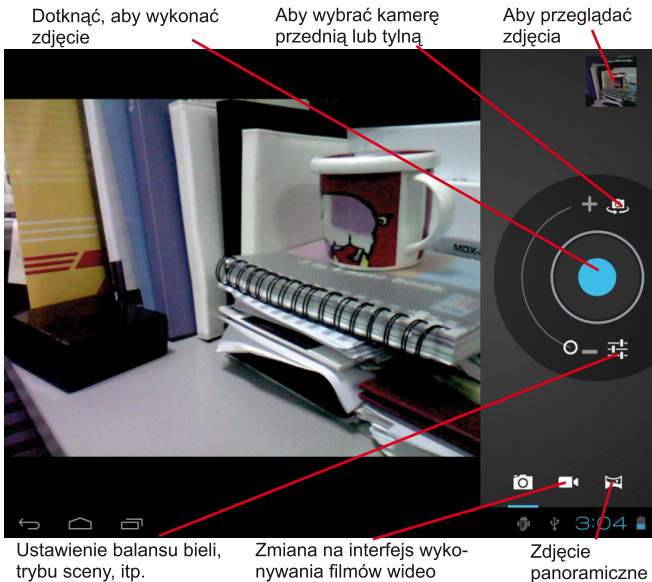 Dotknąć, aby wykonać
zdjęcie
Aby wybrać kamerę
przednią lub tylną
Aby przeglądać
zdjęcia
MOX
book
3:04
Ustawienie balansu bieli,
trybu sceny, itp.
Zmiana na interfejs wyko-
nywania filmów wideo
Zdjęcie
panoramiczne